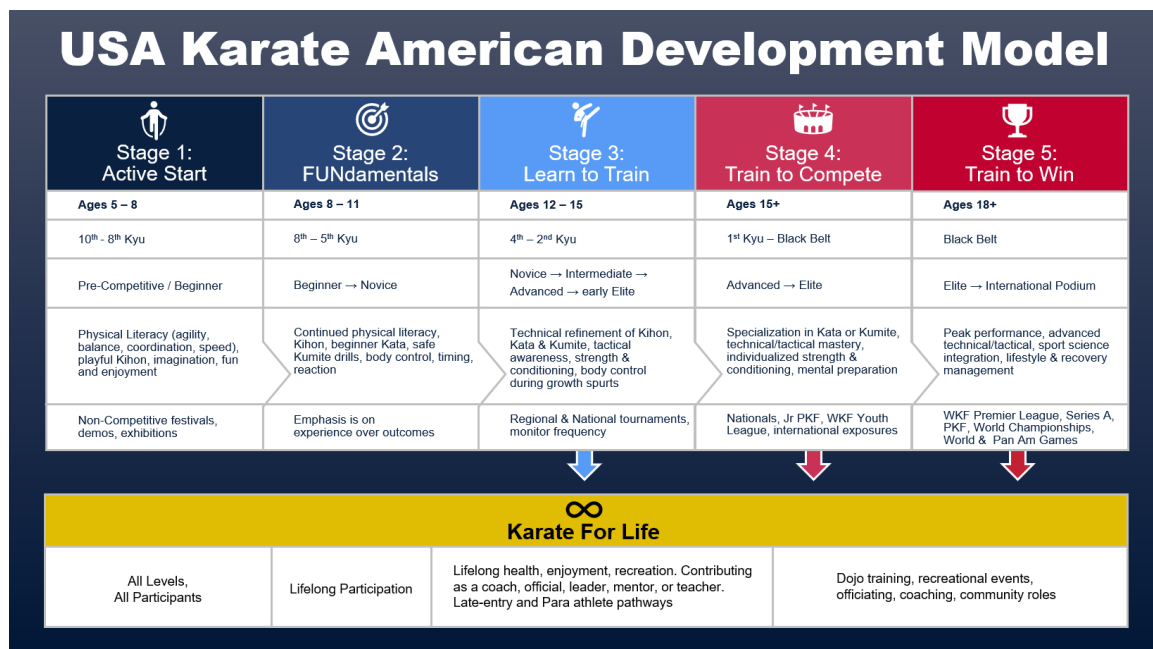 USA Karate American Development Model
Stage 1:
Active Start
Stage 2:
FUNdamentals
Stage 3:
Learn to Train
Stage 4:
Train to Compete
Stage 5:
Train to Win
Ages 5 – 8
Ages 8 – 11
Ages 12 – 15
Ages 15+
Ages 18+
10th - 8th Kyu
8th – 5th Kyu
4th – 2nd Kyu
1st Kyu – Black Belt
Black Belt
Pre-Competitive / Beginner
Beginner → Novice
Novice → Intermediate →
Advanced → early Elite
Advanced → Elite
Elite → International Podium
Physical Literacy (agility,
balance, coordination, speed),
playful Kihon, imagination, fun
and enjoyment
Continued physical literacy,
Kihon, beginner Kata, safe
Kumite drills, body control, timing,
reaction
Technical refinement of Kihon,
Kata & Kumite, tactical
awareness, strength &
conditioning, body control
during growth spurts
Specialization in Kata or Kumite,
technical/tactical mastery,
individualized strength &
conditioning, mental preparation
Peak performance, advanced
technical/tactical, sport science
integration, lifestyle & recovery
management
Non-Competitive festivals,
demos, exhibitions
Emphasis is on
experience over outcomes
Regional & National tournaments,
monitor frequency
Nationals, Jr PKF, WKF Youth
League, international exposures
WKF Premier League, Series A,
PKF, World Championships,
World & Pan Am Games
Karate For Life
All Levels,
All Participants
Lifelong Participation
Lifelong health, enjoyment, recreation. Contributing
as a coach, official, leader, mentor, or teacher.
Late-entry and Para athlete pathways
Dojo training, recreational events,
officiating, coaching, community roles